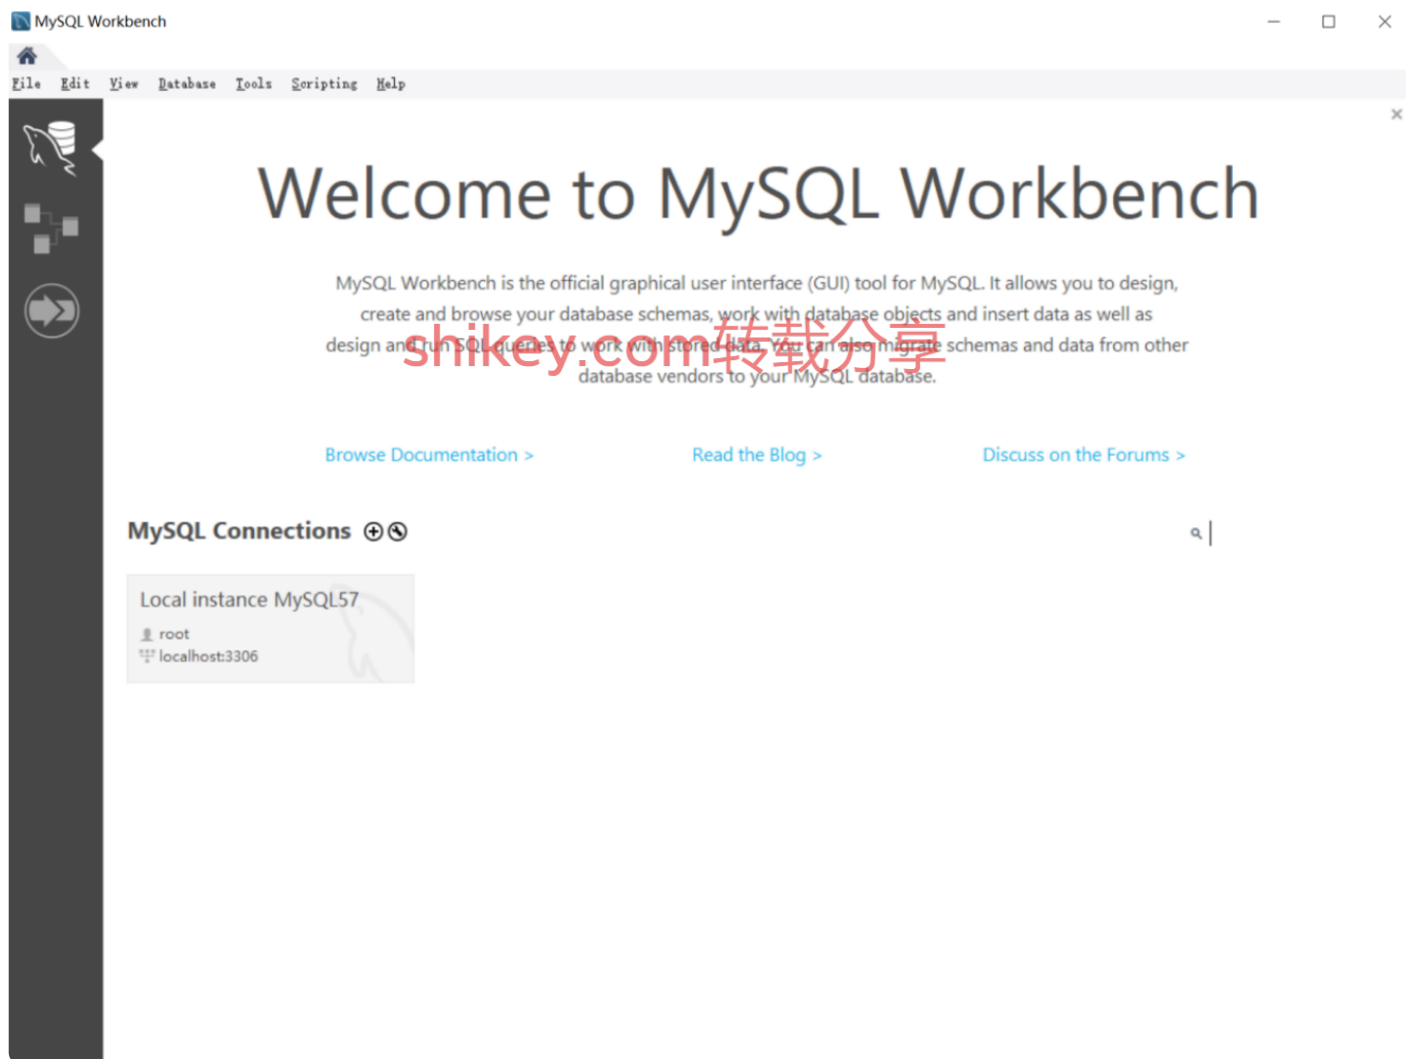 MySQL Workbench
File Edit View Database Tools Scripting Help
Welcome to MySQL Workbench
MySQL Workbench is the official graphical user interface (GUI) tool for MySQL. It allows you to design,
create and browse your database schemas, work with database objects and insert data as well as
design and run SQL queries to work with stored data. You can also migrate schemas and data from other
database vendors to your MySQL database.
shikey.com转载分享
Browse Documentation >
Read the Blog >
Discuss on the Forums >
MySQL Connections
Local instance MySQL57
root
localhost:3306